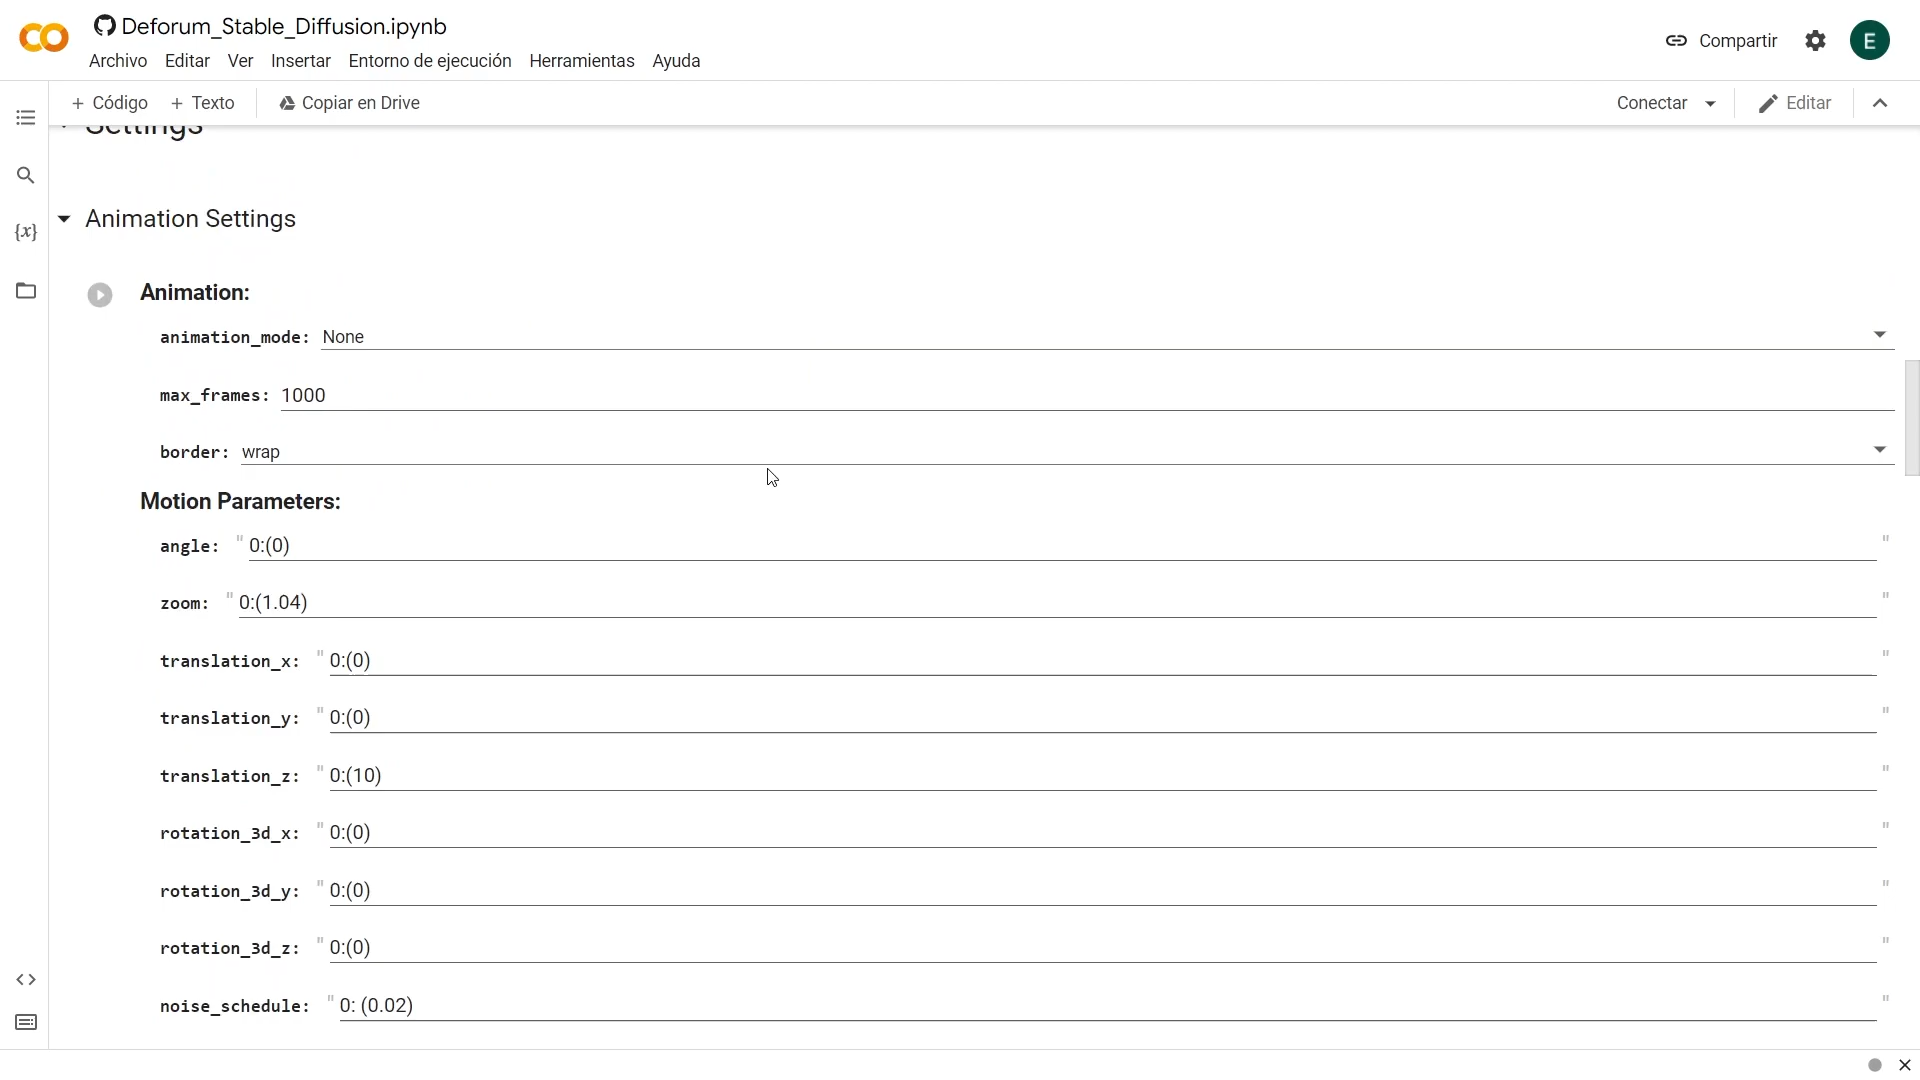 Deforum_Stable_Diffusion.ipynb
Archivo Editar Ver Insertar Entorno de ejecución Herramientas Ayuda
Compartir
E
+ Código + Texto Copiar en Drive
Conectar Editar
Settings
{x}
Animation Settings
Animation:
animation_mode: None
max_frames: 1000
border: wrap
Motion Parameters:
angle: " 0:(0) "
zoom: " 0:(1.04) "
translation_x: " 0:(0) "
translation_y: " 0:(0) "
translation_z: " 0:(10) "
rotation_3d_x: " 0:(0) "
rotation_3d_y: " 0:(0) "
rotation_3d_z: " 0:(0) "
noise_schedule: " 0: (0.02) "